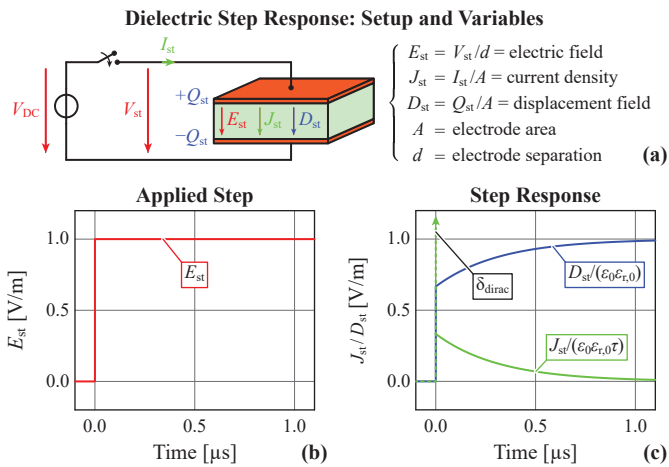 Dielectric Step Response: Setup and Variables
I_st
V_DC
V_st
+Q_st
−Q_st
E_st J_st D_st
E_st = V_st/d = electric field
J_st = I_st/A = current density
D_st = Q_st/A = displacement field
A = electrode area
d = electrode separation
(a)
Applied Step
1.0
0.5
0.0
E_st [V/m]
E_st
0.0 0.5 1.0
Time [µs]
(b)
Step Response
1.0
0.5
0.0
J_st / D_st [V/m]
δ_dirac
D_st/(ε_0ε_r,0)
J_st/(ε_0ε_r,0τ)
0.0 0.5 1.0
Time [µs]
(c)